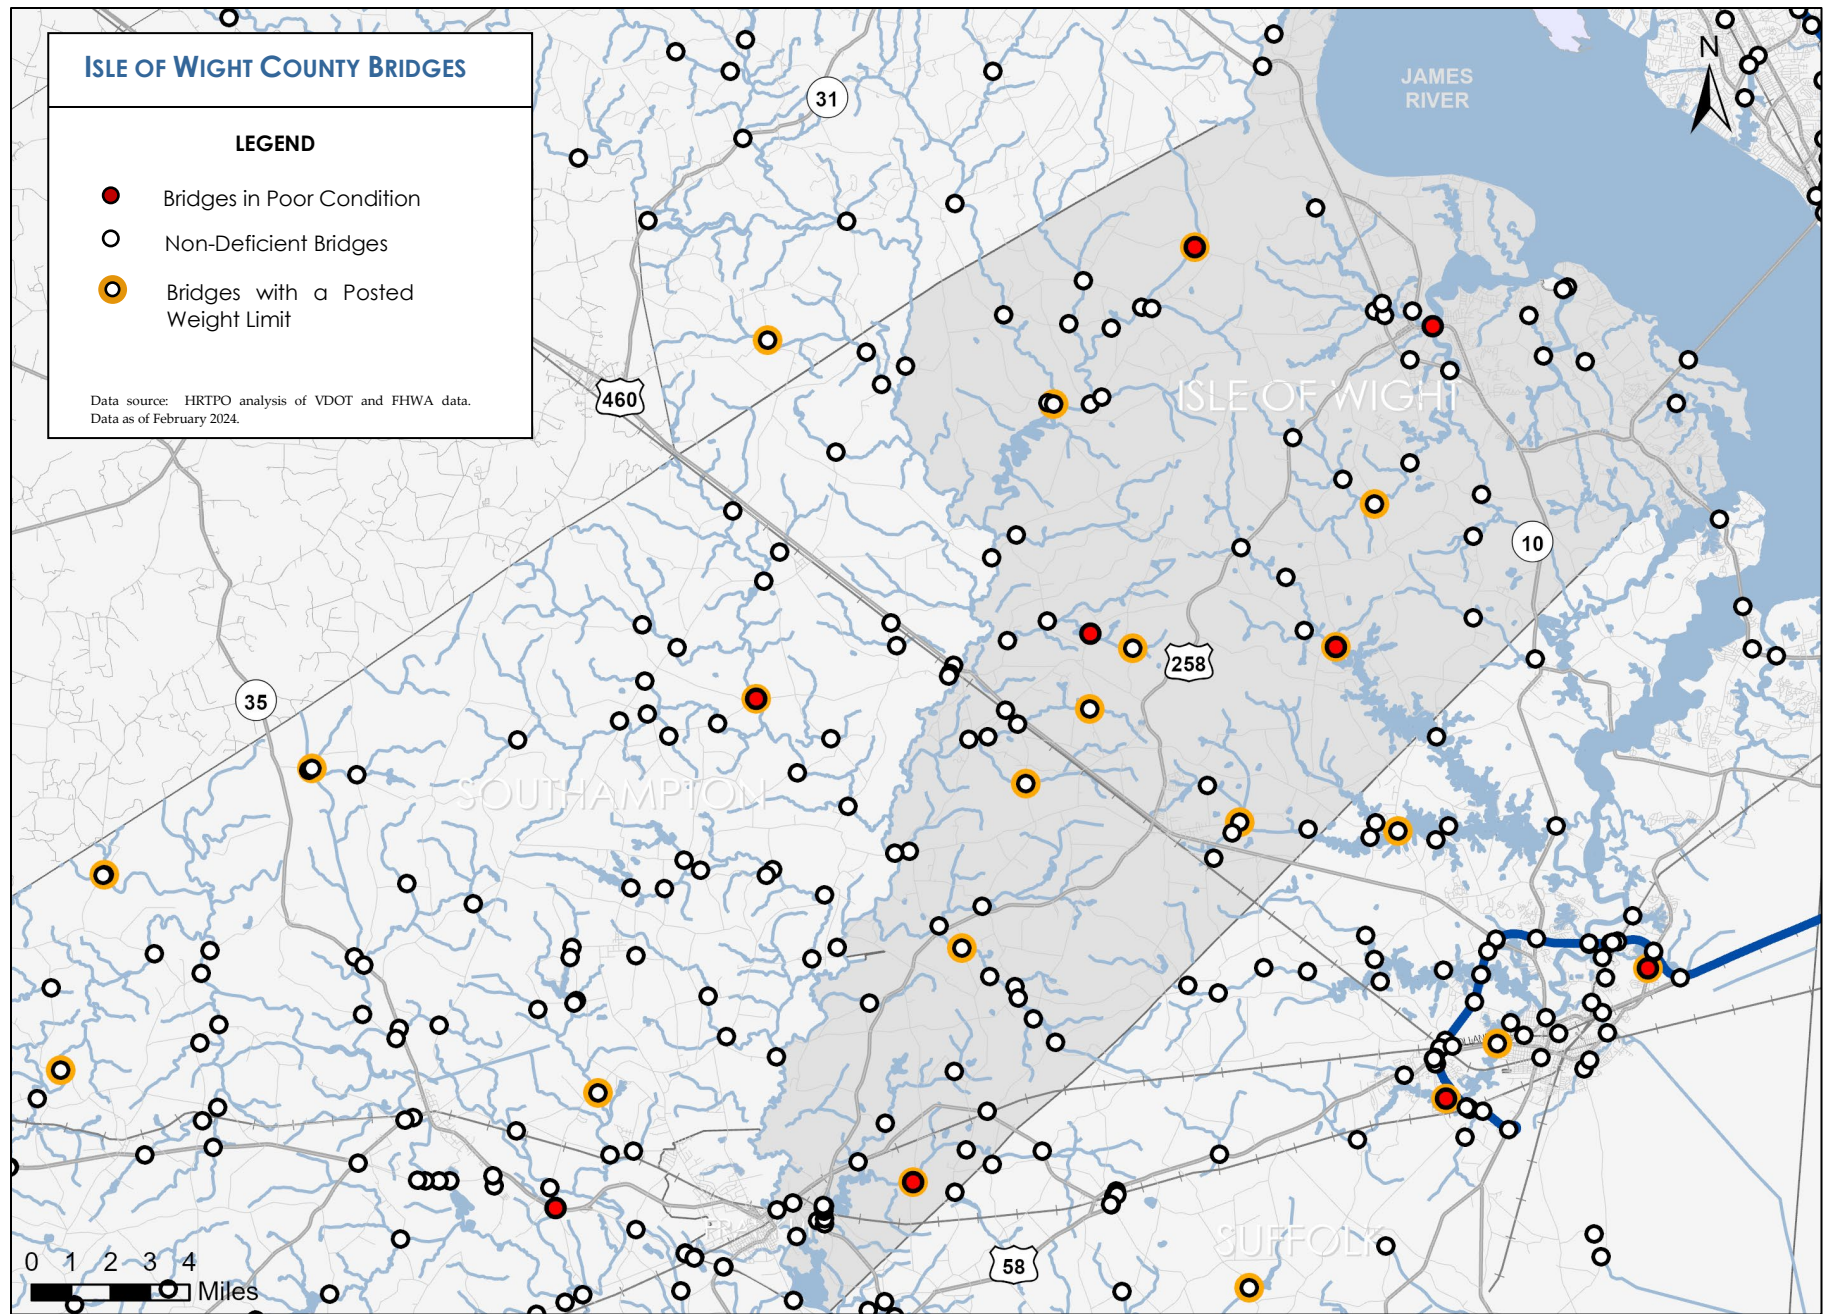 ISLE OF WIGHT COUNTY BRIDGES
LEGEND
Bridges in Poor Condition
Non-Deficient Bridges
Bridges with a Posted
Weight Limit
Data source: HRTPO analysis of VDOT and FHWA data.
Data as of February 2024.
31
JAMES
RIVER
N
460
ISLE OF WIGHT
10
258
35
SOUTHAMPTON
SUFFOLK
58
0 1 2 3 4
Miles